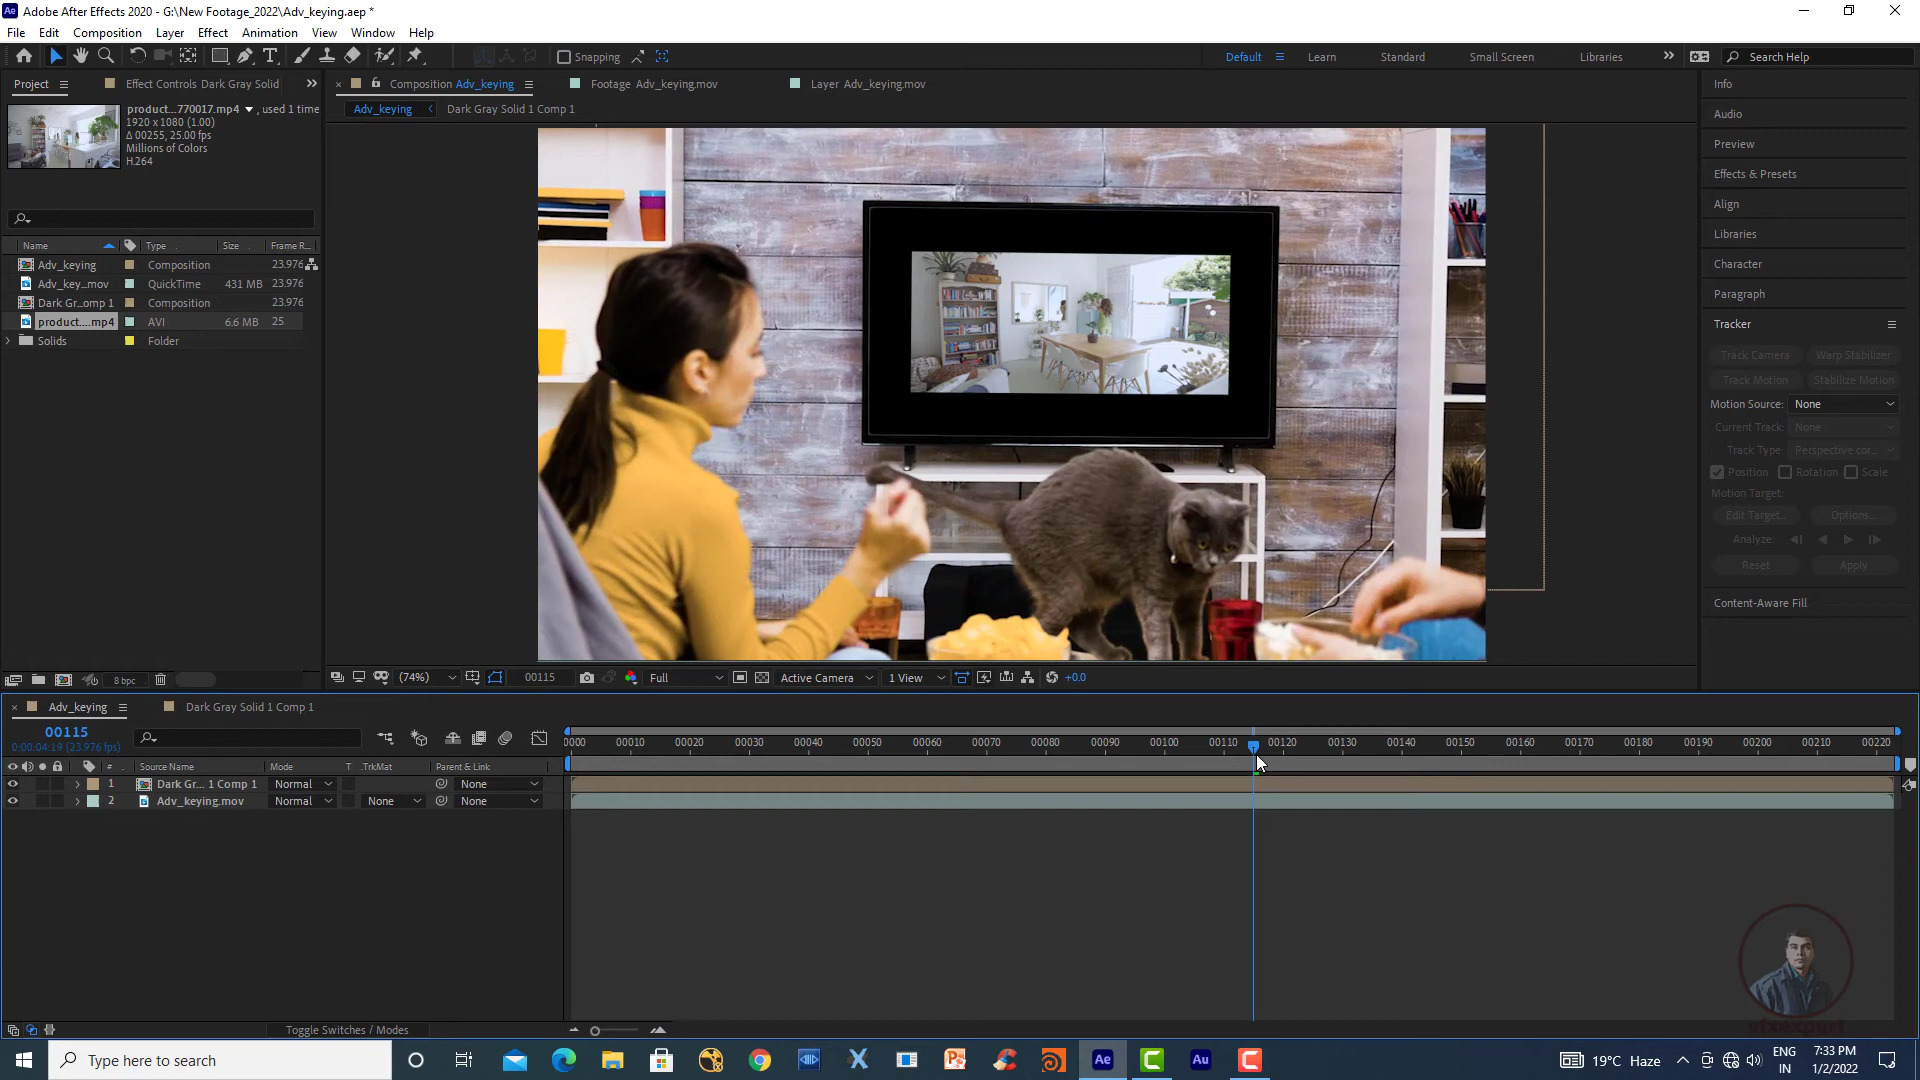 Adobe After Effects 2020 - G:\New Footage_2022\Adv_keying.aep *
File Edit Composition Layer Effect Animation View Window Help
Snapping Default Learn Standard Small Screen Libraries Search Help
Project Effect Controls Dark Gray Solid Composition Adv_keying Footage Adv_keying.mov Layer Adv_keying.mov
Adv_keying Dark Gray Solid 1 Comp 1
product...770017.mp4 , used 1 time
1920 x 1080 (1.00)
Δ 00255, 25.00 fps
Millions of Colors
H.264
Name Type Size Frame R...
Adv_keying Composition 23.976
Adv_key...mov QuickTime 431 MB 23.976
Dark Gr...omp 1 Composition 23.976
product....mp4 AVI 6.6 MB 25
Solids Folder
8 bpc
(74%) 00115 Full Active Camera 1 View +0.0
Info
Audio
Preview
Effects & Presets
Align
Libraries
Character
Paragraph
Tracker
Track Camera Warp Stabilizer
Track Motion Stabilize Motion
Motion Source: None
Current Track: None
Track Type: Perspective cor...
Position Rotation Scale
Motion Target:
Edit Target... Options...
Analyze:
Reset Apply
Content-Aware Fill
Adv_keying Dark Gray Solid 1 Comp 1
00115
0:00:04:19 (23.976 fps)
0000 00010 00020 00030 00040 00050 00060 00070 00080 00090 00100 00110 00120 00130 00140 00150 00160 00170 00180 00190 00200 00210 00220
# Source Name Mode T .TrkMat Parent & Link
1 Dark Gr... 1 Comp 1 Normal None
2 Adv_keying.mov Normal None None
Toggle Switches / Modes
vfxexpert
Type here to search
Ae Au
19°C Haze
ENG
IN
7:33 PM
1/2/2022